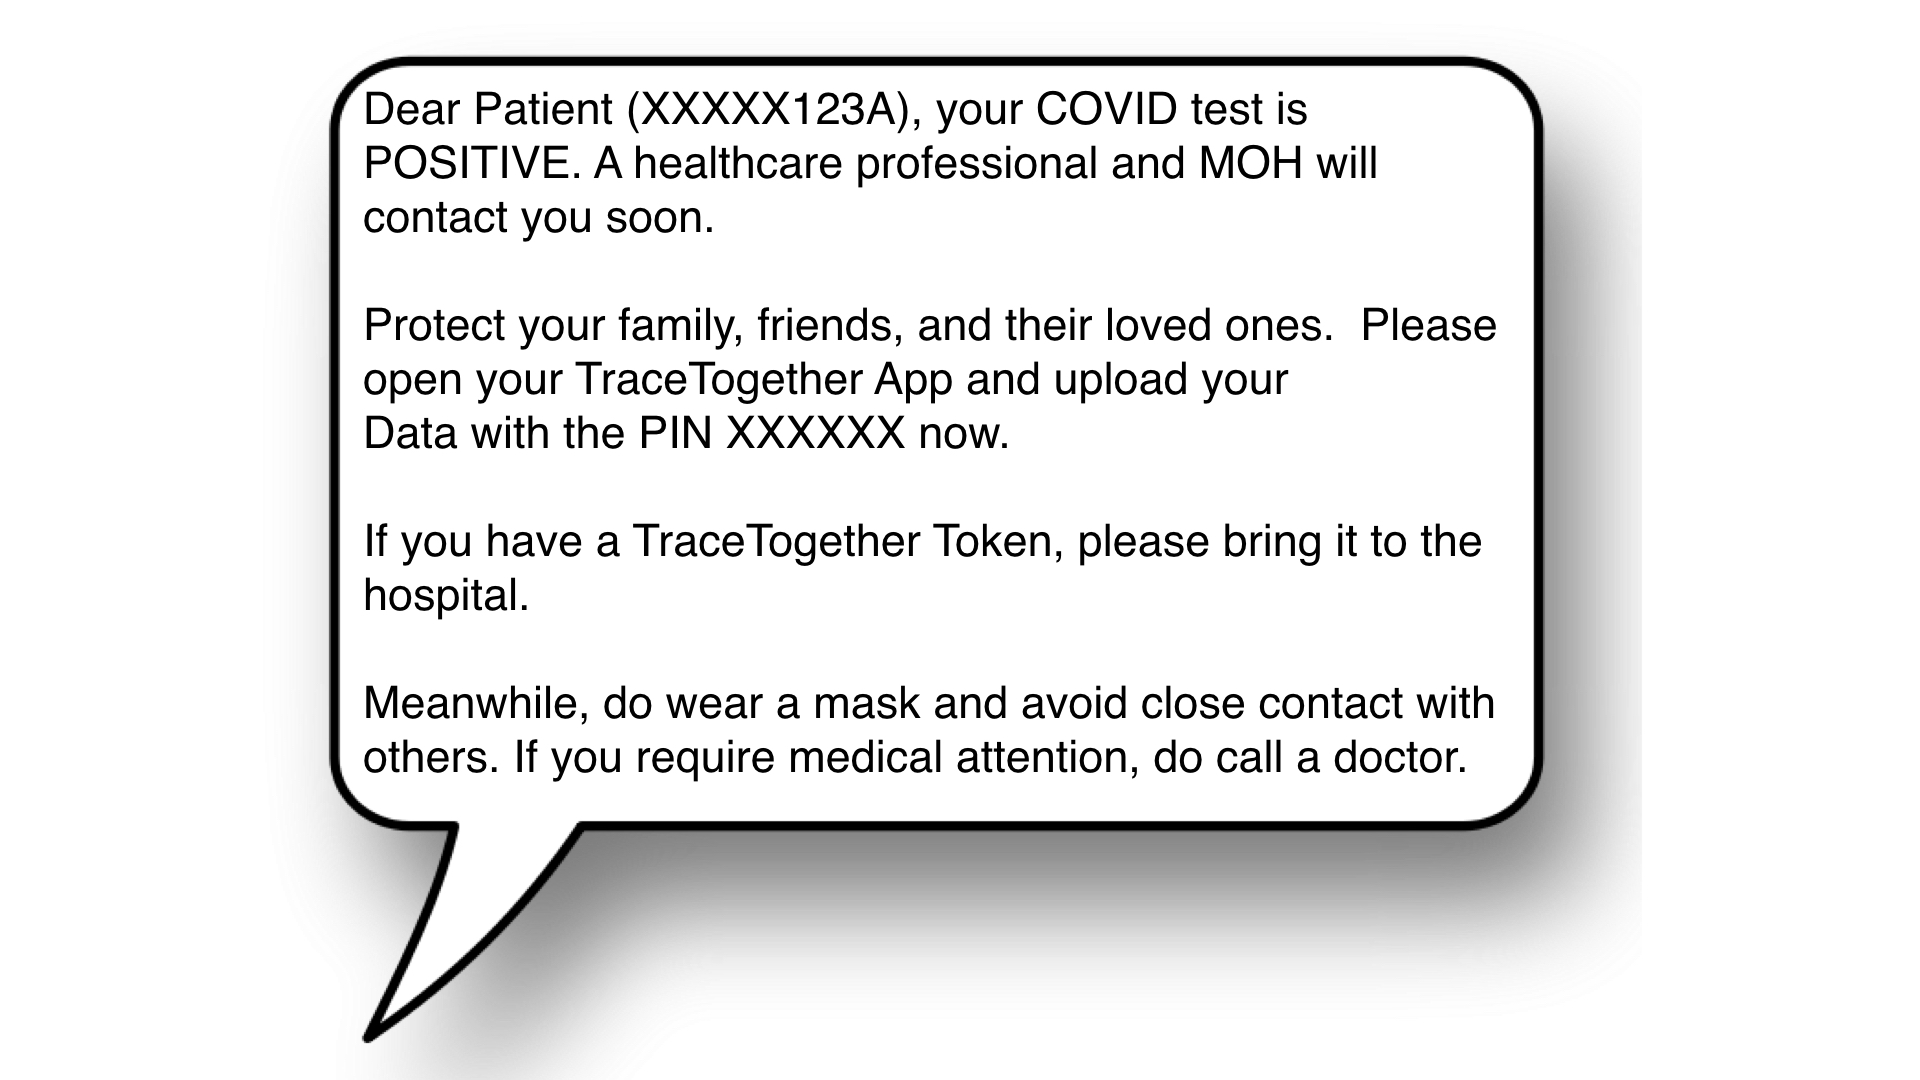 Dear Patient (XXXXX123A), your COVID test is
POSITIVE. A healthcare professional and MOH will
contact you soon.
Protect your family, friends, and their loved ones.  Please
open your TraceTogether App and upload your
Data with the PIN XXXXXX now.
If you have a TraceTogether Token, please bring it to the
hospital.
Meanwhile, do wear a mask and avoid close contact with
others. If you require medical attention, do call a doctor.